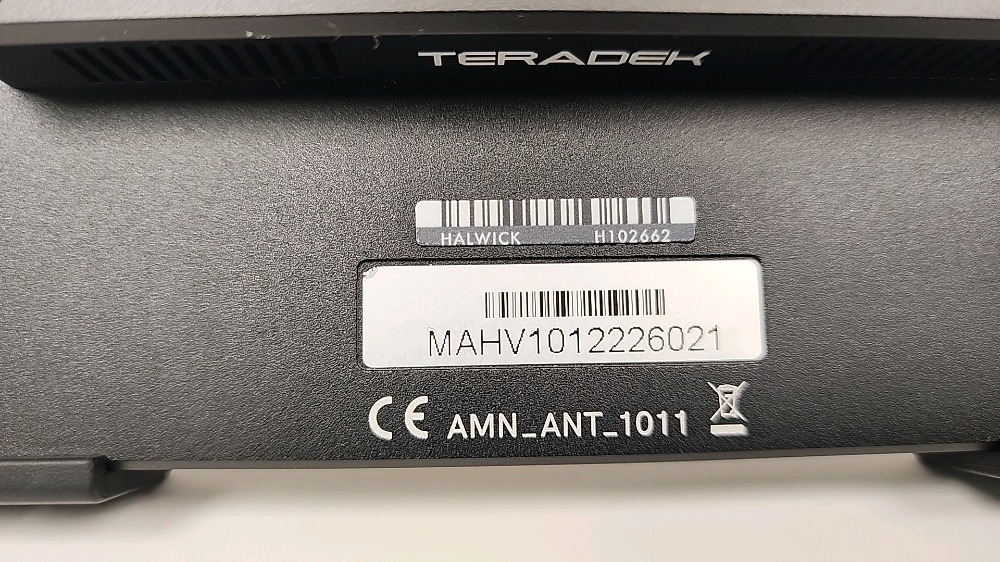 TERADEK
HALWICK H102662
MAHV1012226021
CE AMN_ANT_1011